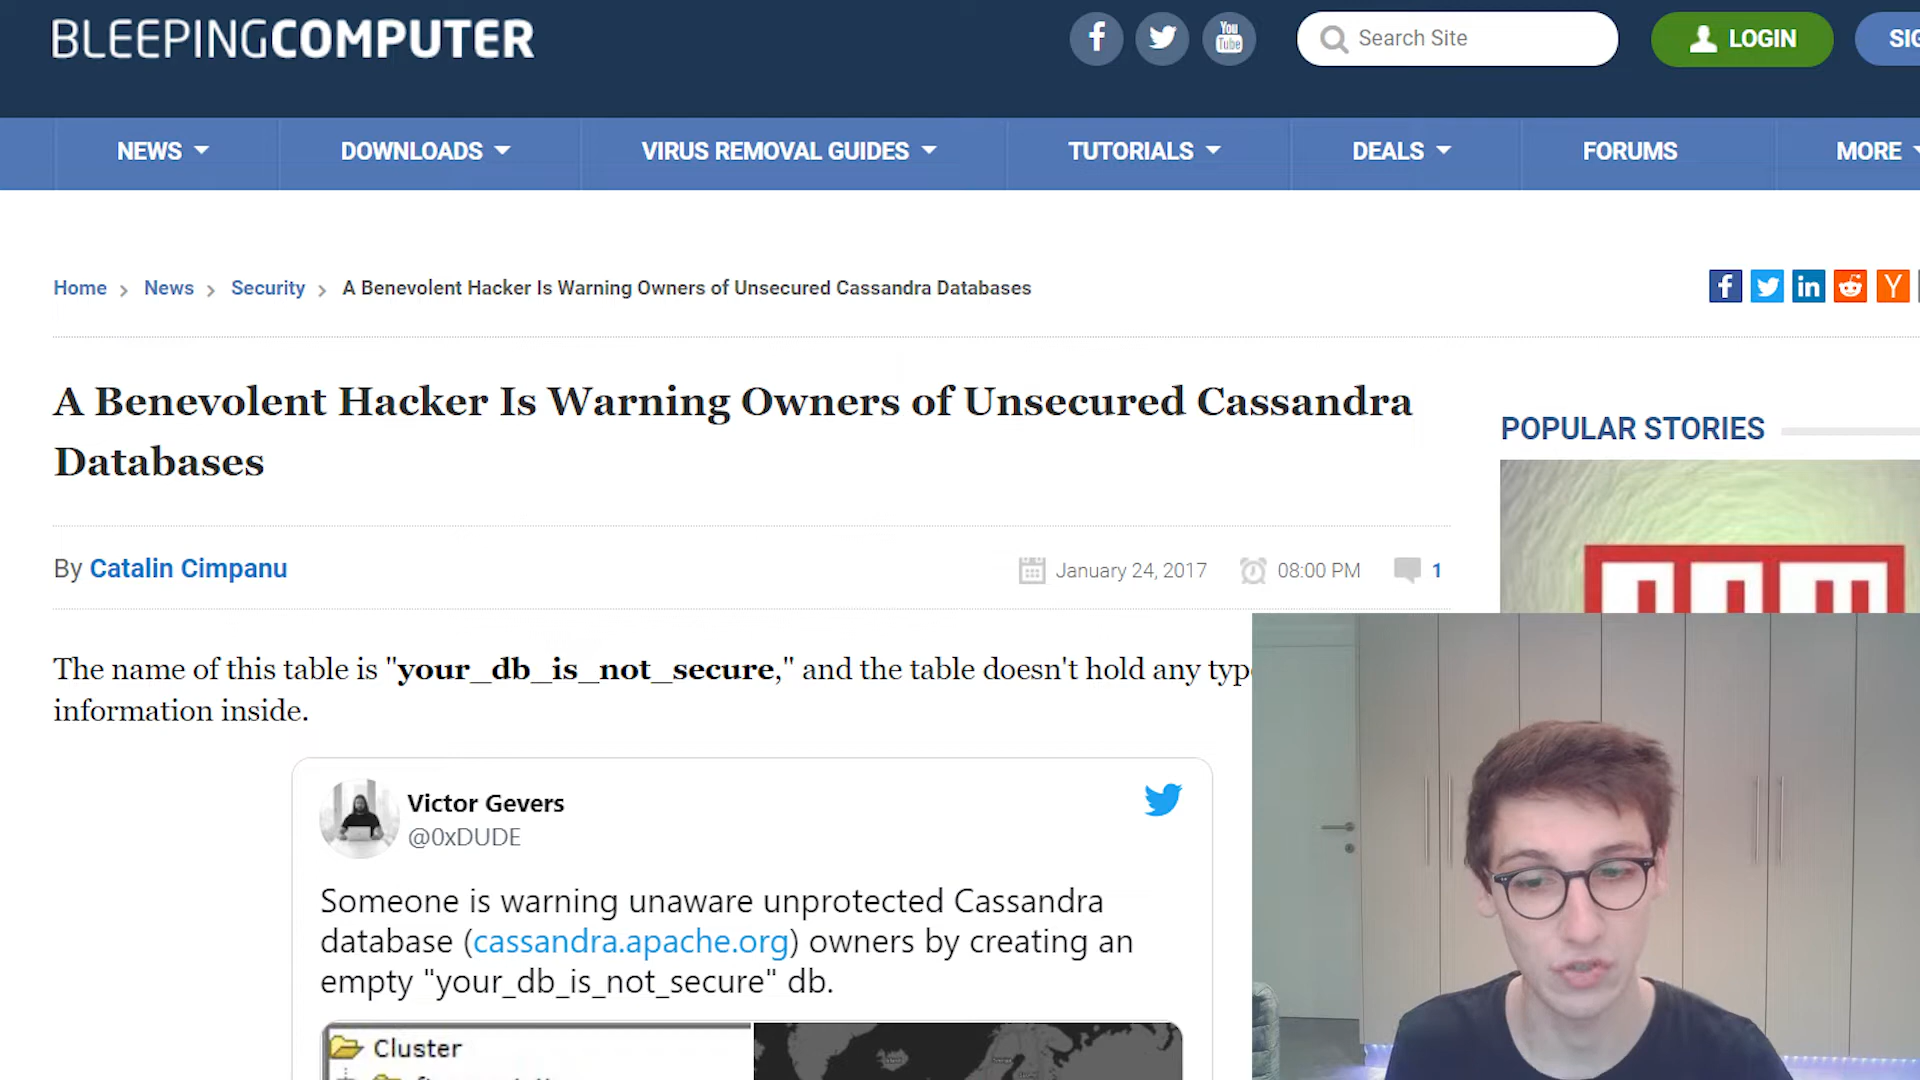 BLEEPINGCOMPUTER
You
Tube
Search Site
LOGIN
NEWS
DOWNLOADS
VIRUS REMOVAL GUIDES
TUTORIALS
DEALS
FORUMS
MORE
Home > News > Security > A Benevolent Hacker Is Warning Owners of Unsecured Cassandra Databases
A Benevolent Hacker Is Warning Owners of Unsecured Cassandra
Databases
POPULAR STORIES
By Catalin Cimpanu
January 24, 2017
08:00 PM
1
The name of this table is "your_db_is_not_secure," and the table doesn't hold any
information inside.
Victor Gevers
@0xDUDE
Someone is warning unaware unprotected Cassandra
database (cassandra.apache.org) owners by creating an
empty "your_db_is_not_secure" db.
Cluster